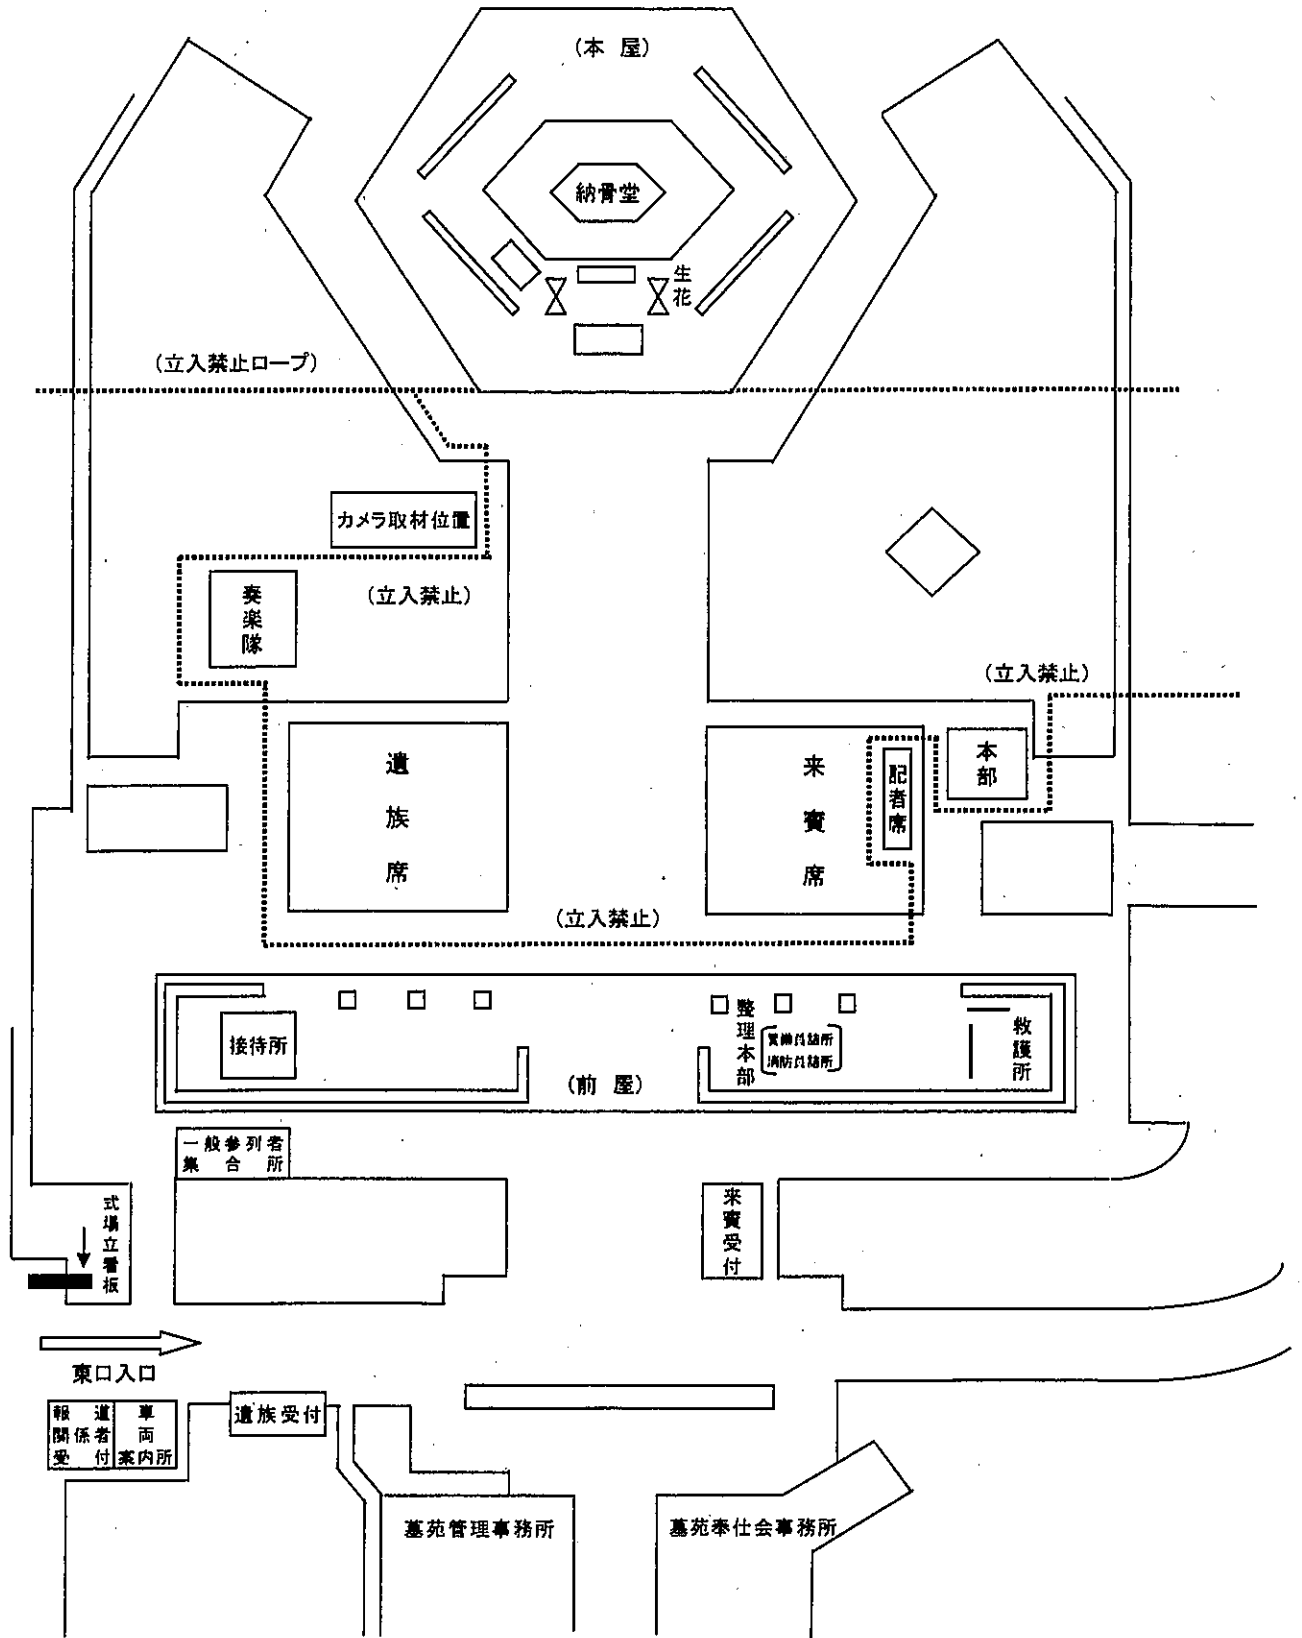 (本 屋)
納骨堂
生花
(立入禁止ロープ)
カメラ取材位置
(立入禁止)
奏楽隊
(立入禁止)
遺族席
来賓席
記者席
本部
(立入禁止)
接待所
整理本部
警備員詰所
消防員詰所
救護所
(前 屋)
一般参列者
集合所
式場立看板
来賓受付
東口入口
報道
関係者
受付
車両
案内所
遺族受付
墓苑管理事務所
墓苑奉仕会事務所